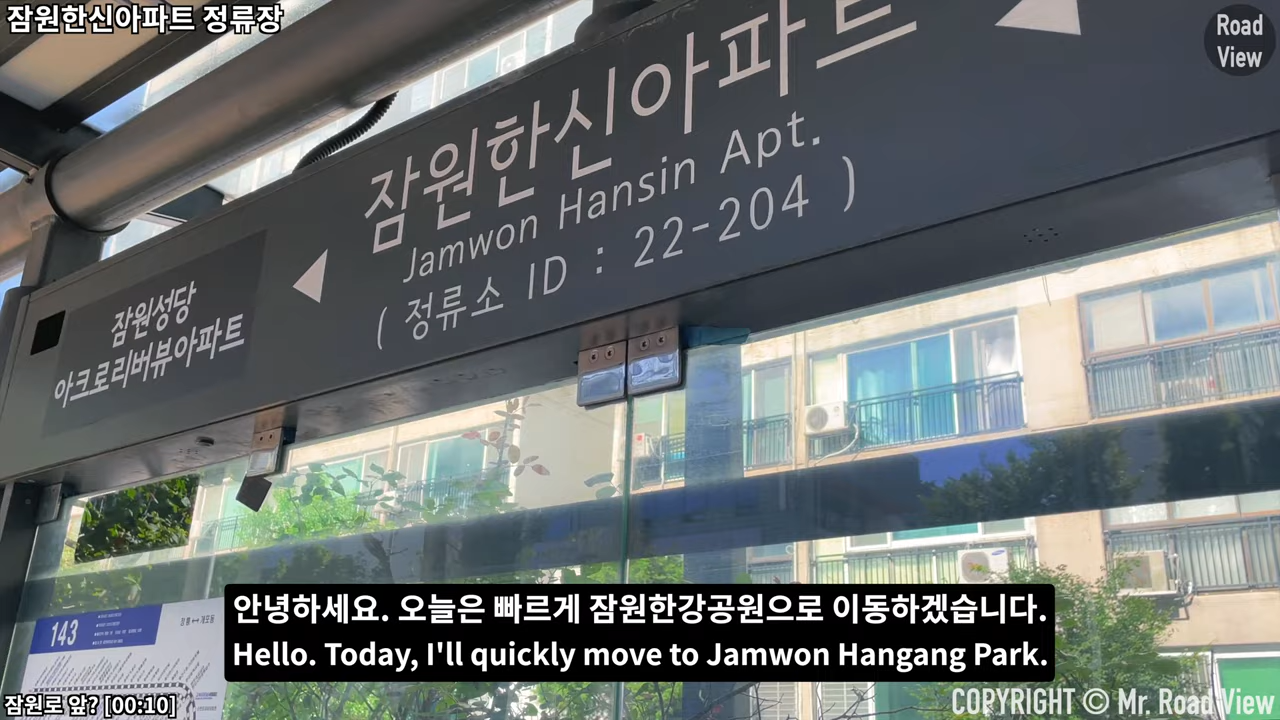 잠원한신아파트 정류장
Road
View
잠원한신아파트
Jamwon Hansin Apt.
( 정류소 ID : 22-204 )
잠원성당
아크로리버뷰아파트
143
개포동
안녕하세요. 오늘은 빠르게 잠원한강공원으로 이동하겠습니다.
Hello. Today, I'll quickly move to Jamwon Hangang Park.
잠원로 앞? [00:10]
COPYRIGHT © Mr. Road View